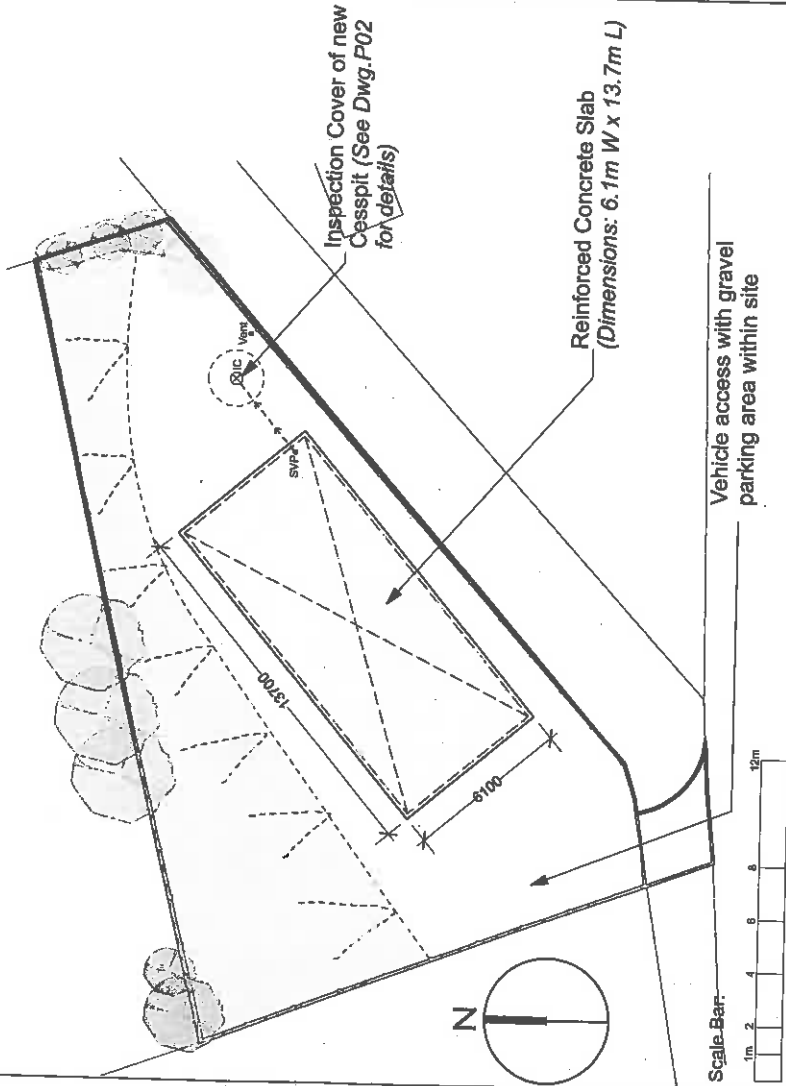 Inspection Cover of new
Cesspit (See Dwg.P02
for details)
Vent
IC
SVP
Reinforced Concrete Slab
(Dimensions: 6.1m W x 13.7m L)
13700
6100
Vehicle access with gravel
parking area within site
N
Scale Bar:
1m 2 4 6 8 12m